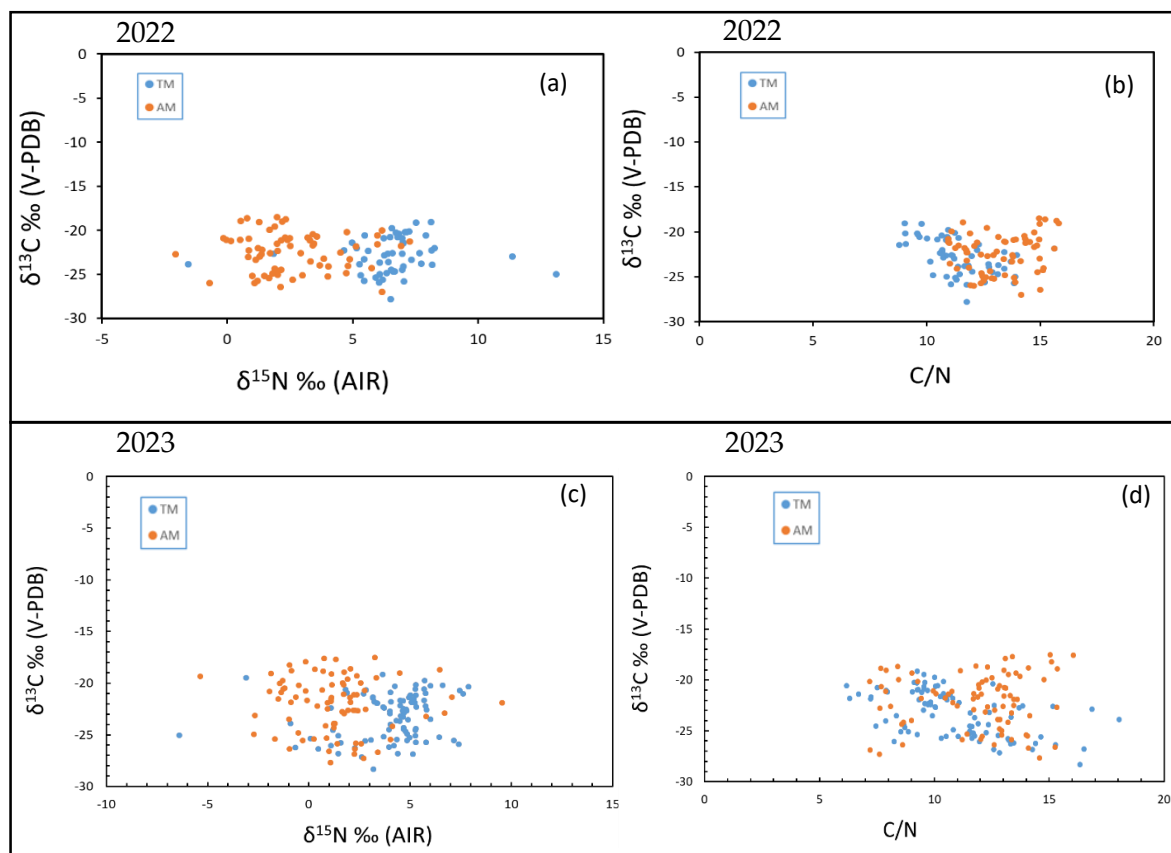 2022
0
-5
-10
-15
-20
-25
-30
TM
AM
(a)
-5 0 5 10 15
δ13C ‰ (V-PDB)
δ15N ‰ (AIR)
2022
0
-5
-10
-15
-20
-25
-30
TM
AM
(b)
0 5 10 15 20
δ13C ‰ (V-PDB)
C/N
2023
0
-5
-10
-15
-20
-25
-30
TM
AM
(c)
-10 -5 0 5 10 15
δ13C ‰ (V-PDB)
δ15N ‰ (AIR)
2023
0
-5
-10
-15
-20
-25
-30
TM
AM
(d)
0 5 10 15 20
δ13C ‰ (V-PDB)
C/N